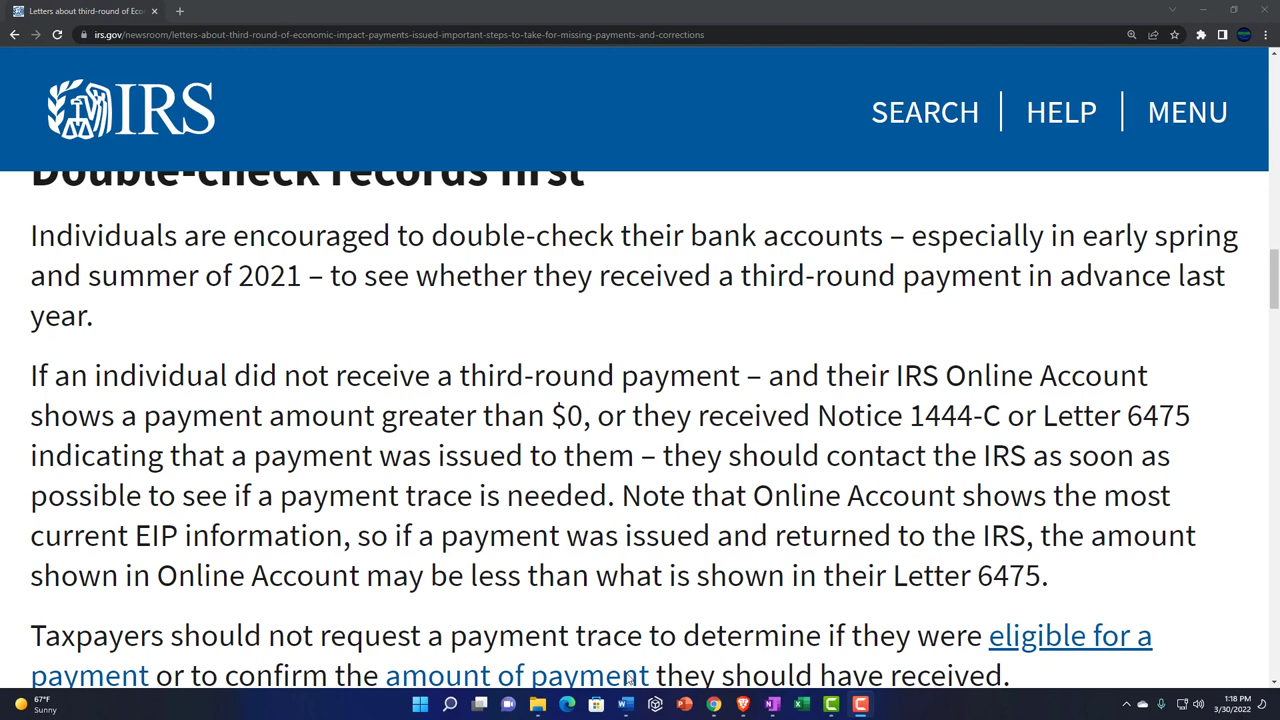 Letters about third-round of Eco
irs.gov/newsroom/letters-about-third-round-of-economic-impact-payments-issued-important-steps-to-take-for-missing-payments-and-corrections
IRS
SEARCH
HELP
MENU
Double-check records first
Individuals are encouraged to double-check their bank accounts – especially in early spring
and summer of 2021 – to see whether they received a third-round payment in advance last
year.
If an individual did not receive a third-round payment – and their IRS Online Account
shows a payment amount greater than $0, or they received Notice 1444-C or Letter 6475
indicating that a payment was issued to them – they should contact the IRS as soon as
possible to see if a payment trace is needed. Note that Online Account shows the most
current EIP information, so if a payment was issued and returned to the IRS, the amount
shown in Online Account may be less than what is shown in their Letter 6475.
Taxpayers should not request a payment trace to determine if they were eligible for a
payment or to confirm the amount of payment they should have received.
67°F
Sunny
1:18 PM
3/30/2022